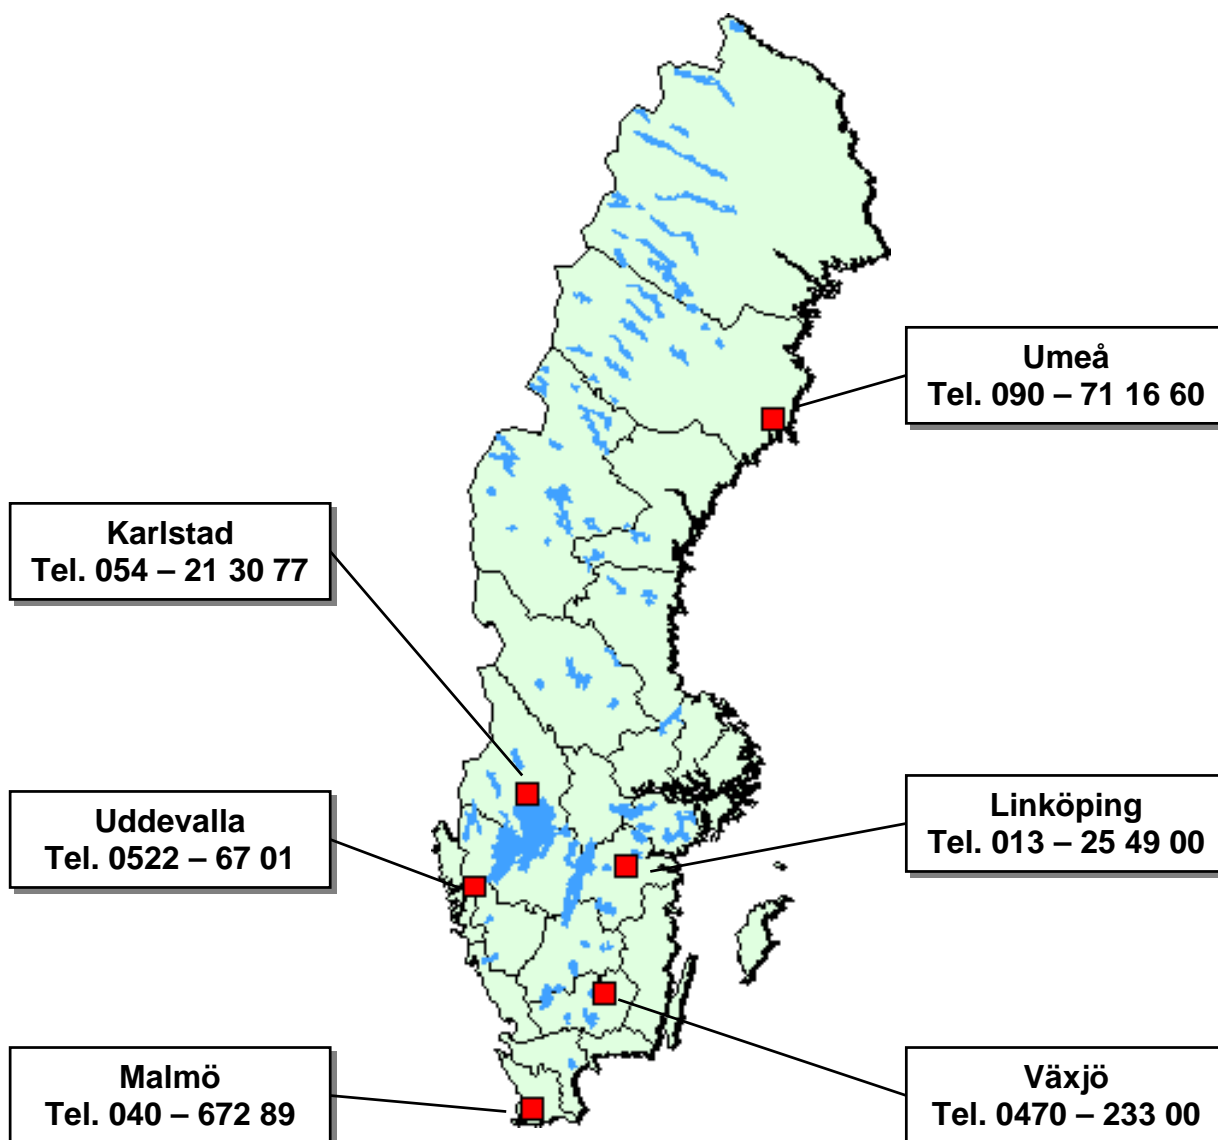 Umeå
Tel. 090 – 71 16 60
Karlstad
Tel. 054 – 21 30 77
Uddevalla
Tel. 0522 – 67 01
Linköping
Tel. 013 – 25 49 00
Malmö
Tel. 040 – 672 89
Växjö
Tel. 0470 – 233 00